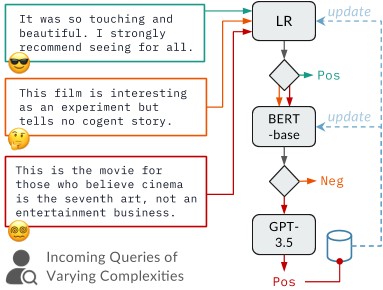 It was so touching and
beautiful. I strongly
recommend seeing for all.
This film is interesting
as an experiment but
tells no cogent story.
This is the movie for
those who believe cinema
is the seventh art, not an
entertainment business.
Incoming Queries of
Varying Complexities
LR
update
Pos
BERT
-base
update
Neg
GPT-
3.5
Pos